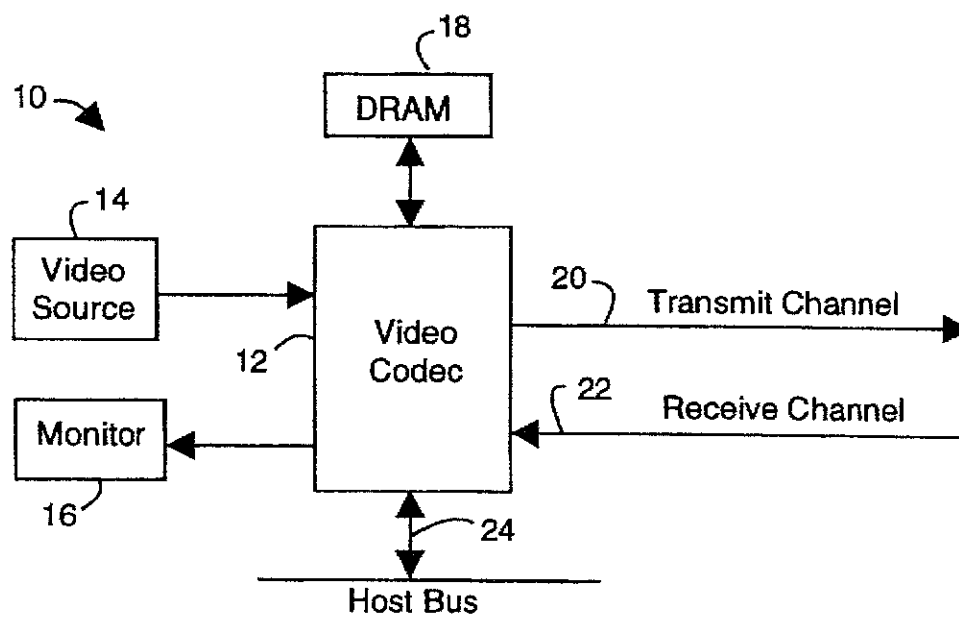 18
10
DRAM
14
Video
Source
20
Transmit Channel
12
Video
Codec
22
Receive Channel
Monitor
16
24
Host Bus